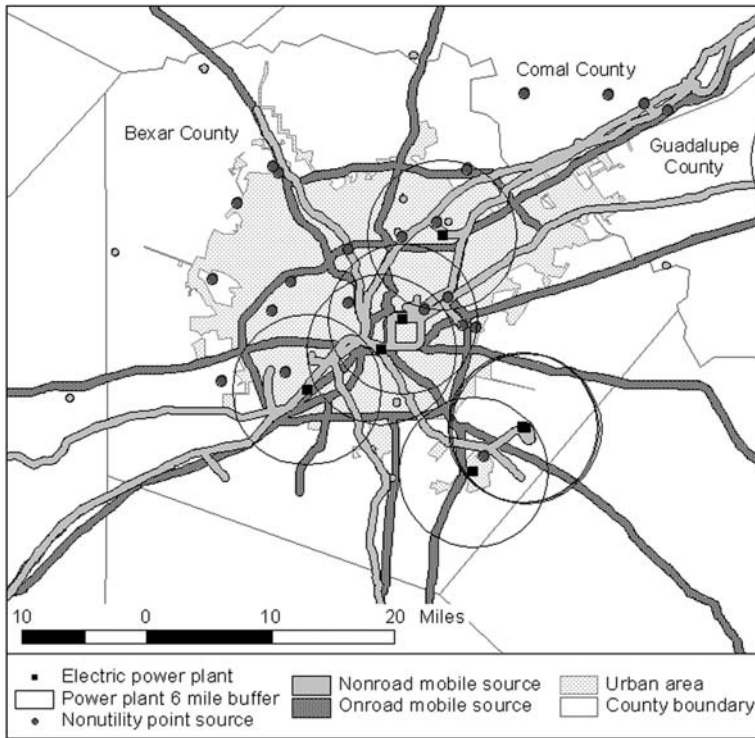 Comal County
Bexar County
Guadalupe
County
10 0 10 20 Miles
Electric power plant
Power plant 6 mile buffer
Nonutility point source
Nonroad mobile source
Onroad mobile source
Urban area
County boundary